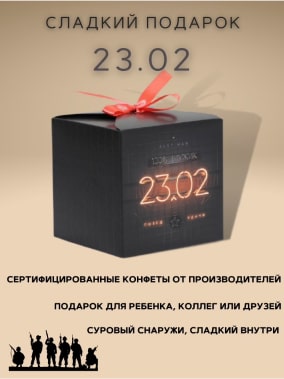 СЛАДКИЙ ПОДАРОК
23.02
23.02
СЕРТИФИЦИРОВАННЫЕ КОНФЕТЫ ОТ ПРОИЗВОДИТЕЛЕЙ
ПОДАРОК ДЛЯ РЕБЕНКА, КОЛЛЕГ ИЛИ ДРУЗЕЙ
СУРОВЫЙ СНАРУЖИ, СЛАДКИЙ ВНУТРИ